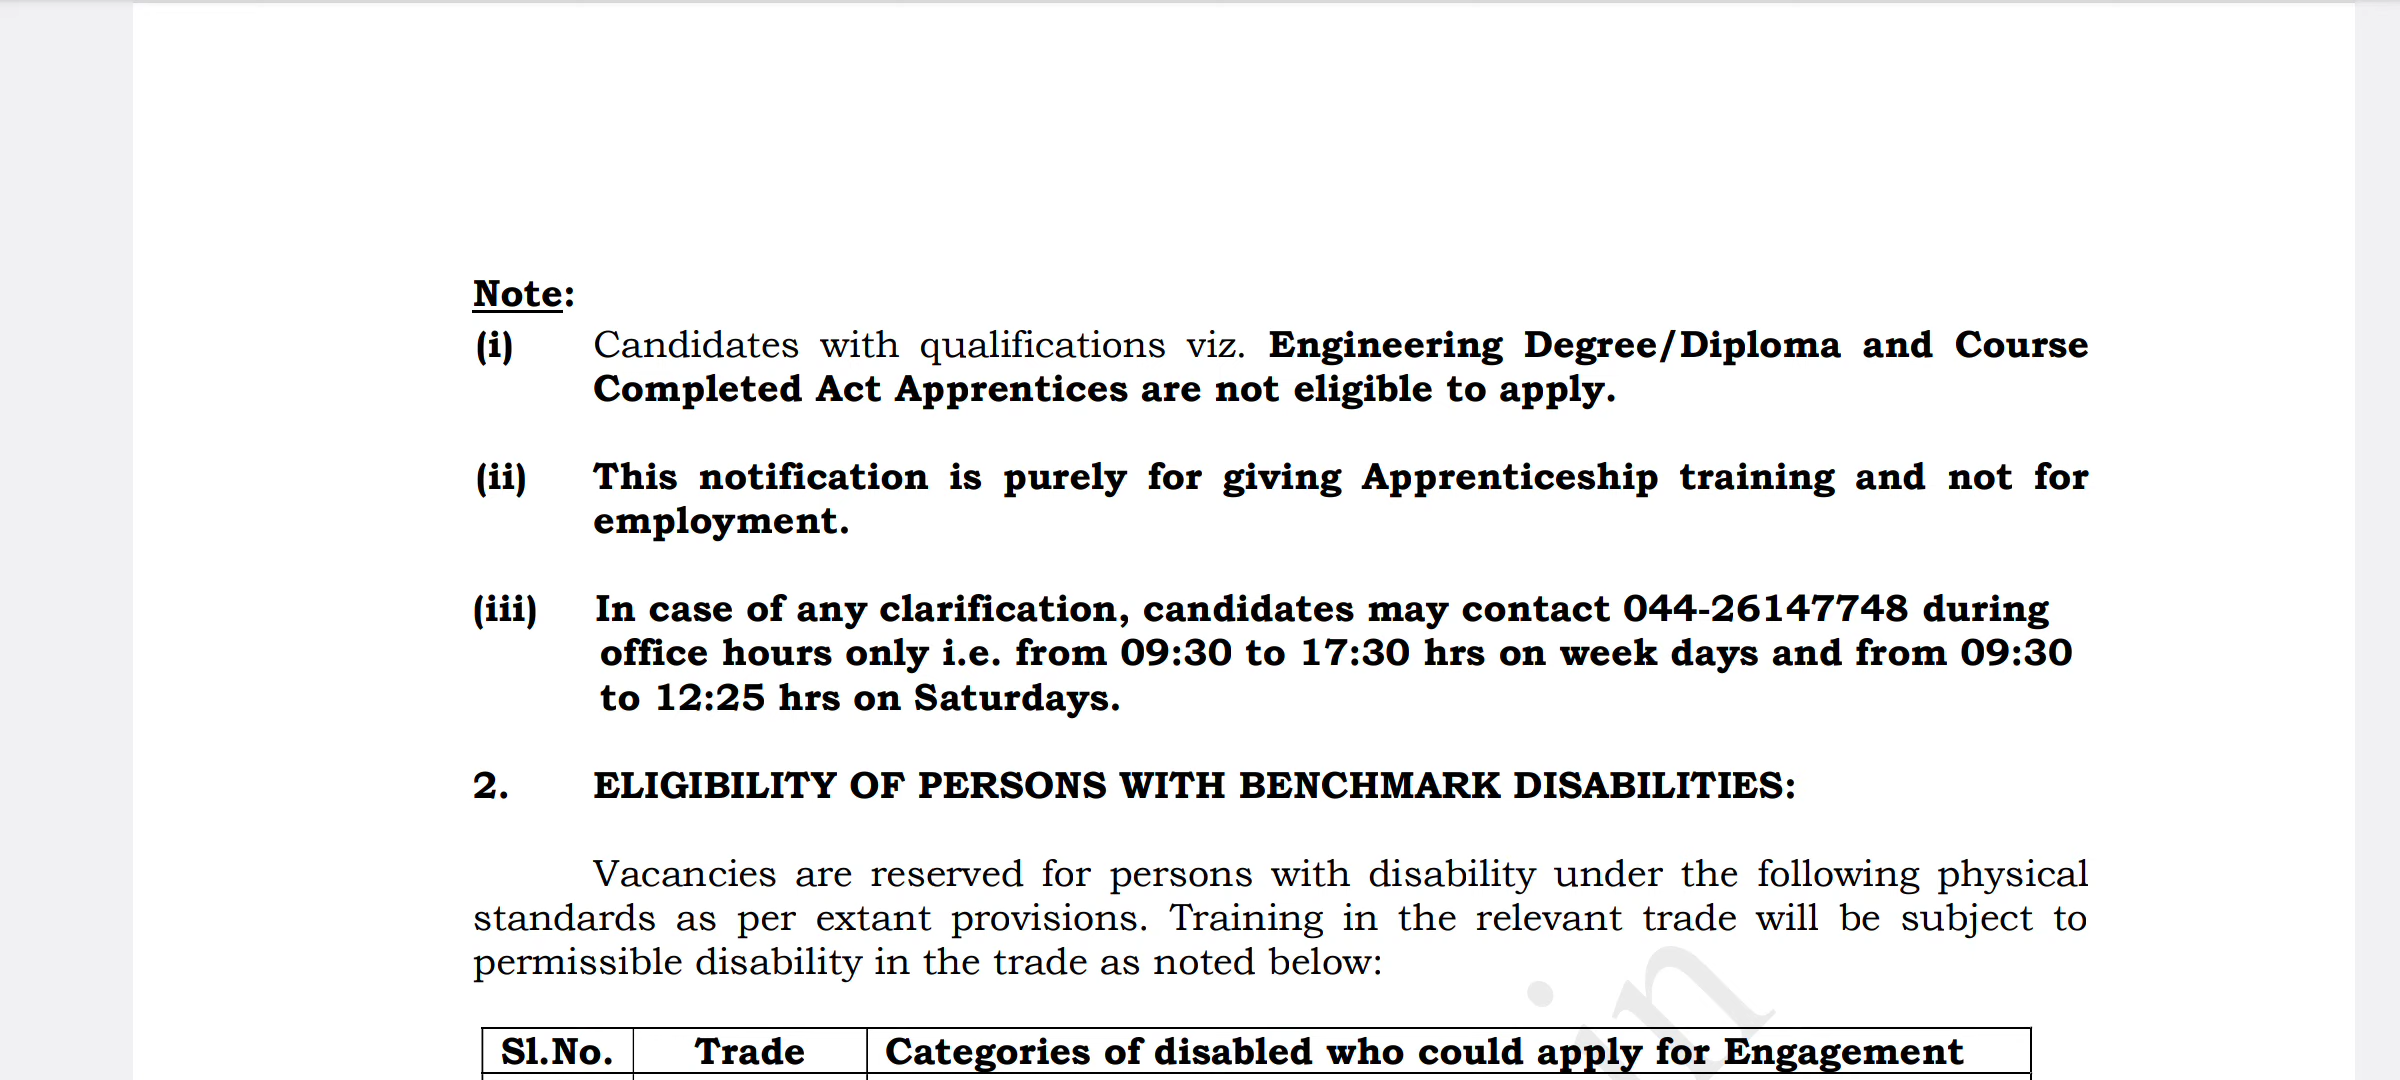 Note:
(i) Candidates with qualifications viz. Engineering Degree/Diploma and Course
Completed Act Apprentices are not eligible to apply.
(ii) This notification is purely for giving Apprenticeship training and not for
employment.
(iii) In case of any clarification, candidates may contact 044-26147748 during
office hours only i.e. from 09:30 to 17:30 hrs on week days and from 09:30
to 12:25 hrs on Saturdays.
2. ELIGIBILITY OF PERSONS WITH BENCHMARK DISABILITIES:
Vacancies are reserved for persons with disability under the following physical
standards as per extant provisions. Training in the relevant trade will be subject to
permissible disability in the trade as noted below:
Sl.No. Trade Categories of disabled who could apply for Engagement